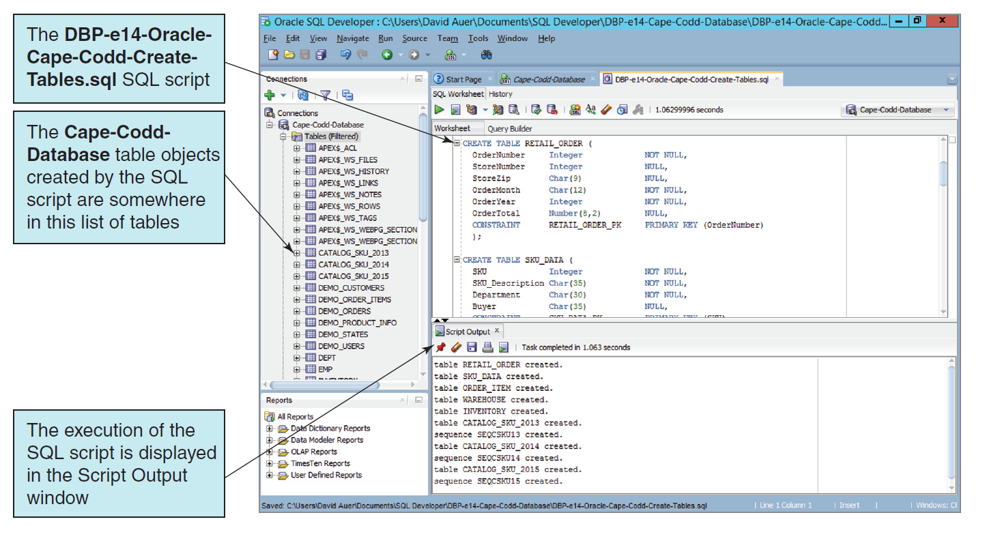 The DBP-e14-Oracle-
Cape-Codd-Create-
Tables.sql SQL script
The Cape-Codd-
Database table objects
created by the SQL
script are somewhere
in this list of tables
The execution of the
SQL script is displayed
in the Script Output
window
Oracle SQL Developer : C:\Users\David Auer\Documents\SQL Developer\DBP-e14-Cape-Codd-Database\DBP-e14-Oracle-Cape-Codd...
File Edit View Navigate Run Source Team Tools Window Help
Connections
Connections
Cape-Codd-Database
Tables (Filtered)
APEX$_ACL
APEX$_WS_FILES
APEX$_WS_HISTORY
APEX$_WS_LINKS
APEX$_WS_NOTES
APEX$_WS_ROWS
APEX$_WS_TAGS
APEX$_WS_WEBPG_SECTION
APEX$_WS_WEBPG_SECTION
CATALOG_SKU_2013
CATALOG_SKU_2014
CATALOG_SKU_2015
DEMO_CUSTOMERS
DEMO_ORDER_ITEMS
DEMO_ORDERS
DEMO_PRODUCT_INFO
DEMO_STATES
DEMO_USERS
DEPT
EMP
INVENTORY
Reports
All Reports
Data Dictionary Reports
Data Modeler Reports
OLAP Reports
TimesTen Reports
User Defined Reports
Start Page Cape-Codd-Database DBP-e14-Oracle-Cape-Codd-Create-Tables.sql
SQL Worksheet History
1.06299996 seconds Cape-Codd-Database
Worksheet Query Builder
CREATE TABLE RETAIL_ORDER (
OrderNumber Integer NOT NULL,
StoreNumber Integer NULL,
StoreZip Char(9) NULL,
OrderMonth Char(12) NOT NULL,
OrderYear Integer NOT NULL,
OrderTotal Number(8,2) NULL,
CONSTRAINT RETAIL_ORDER_PK PRIMARY KEY (OrderNumber)
);
CREATE TABLE SKU_DATA (
SKU Integer NOT NULL,
SKU_Description Char(35) NOT NULL,
Department Char(30) NOT NULL,
Buyer Char(35) NULL,
CONSTRAINT SKU_DATA_PK PRIMARY KEY (SKU)
Script Output
Task completed in 1.063 seconds
table RETAIL_ORDER created.
table SKU_DATA created.
table ORDER_ITEM created.
table WAREHOUSE created.
table INVENTORY created.
table CATALOG_SKU_2013 created.
sequence SEQCSKU13 created.
table CATALOG_SKU_2014 created.
sequence SEQCSKU14 created.
table CATALOG_SKU_2015 created.
sequence SEQCSKU15 created.
Saved: C:\Users\David Auer\Documents\SQL Developer\DBP-e14-Cape-Codd-Database\DBP-e14-Oracle-Cape-Codd-Create-Tables.sql Line 1 Column 1 Insert Windows: CF